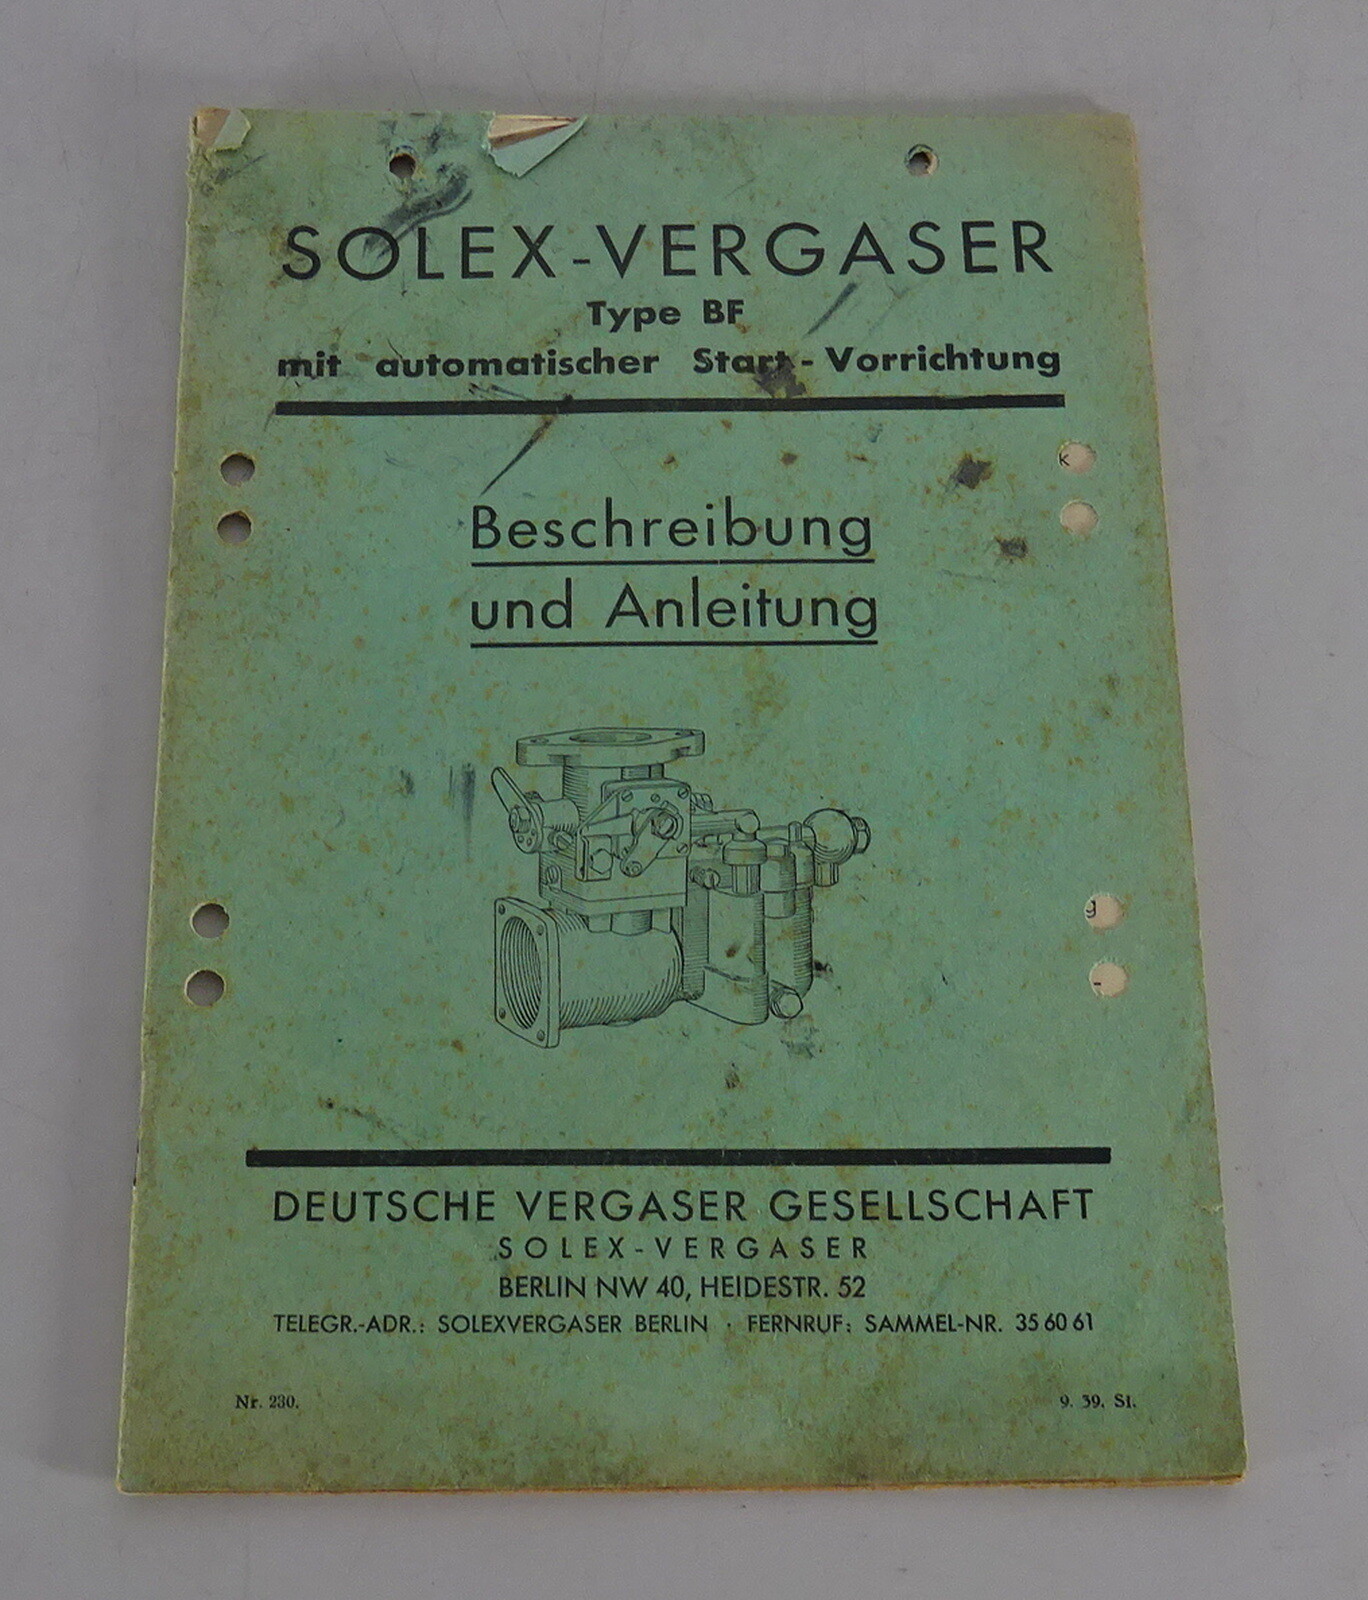 SOLEX-VERGASER
Type BF
mit automatischer Start-Vorrichtung
Beschreibung
und Anleitung
k
g
-
DEUTSCHE VERGASER GESELLSCHAFT
SOLEX-VERGASER
BERLIN NW 40, HEIDESTR. 52
TELEGR.-ADR.: SOLEXVERGASER BERLIN · FERNRUF: SAMMEL-NR. 35 60 61
Nr. 230.
9. 39. Sl.